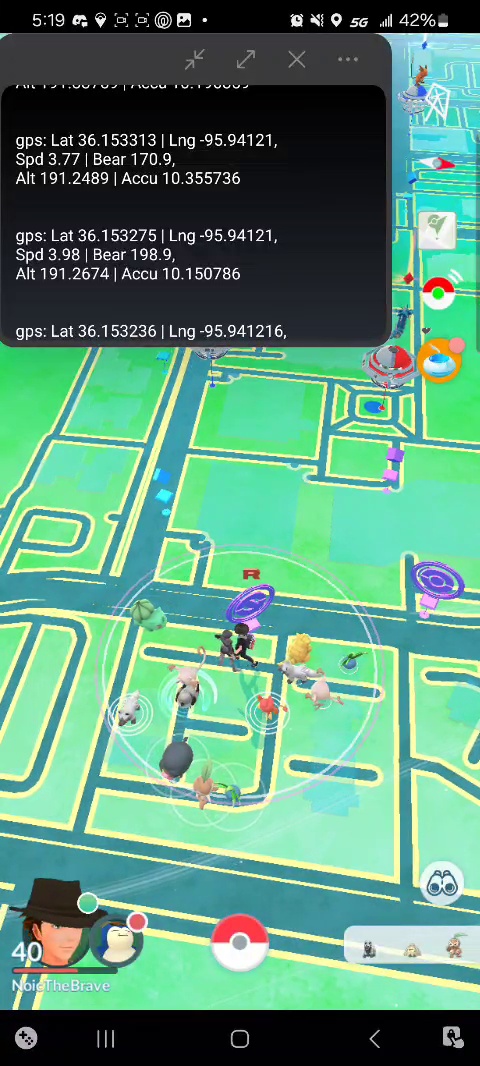 5:19
5G
42%
gps: Lat 36.153313 | Lng -95.94121,
Spd 3.77 | Bear 170.9,
Alt 191.2489 | Accu 10.355736
gps: Lat 36.153275 | Lng -95.94121,
Spd 3.98 | Bear 198.9,
Alt 191.2674 | Accu 10.150786
gps: Lat 36.153236 | Lng -95.941216,
R
40
NoieTheBrave